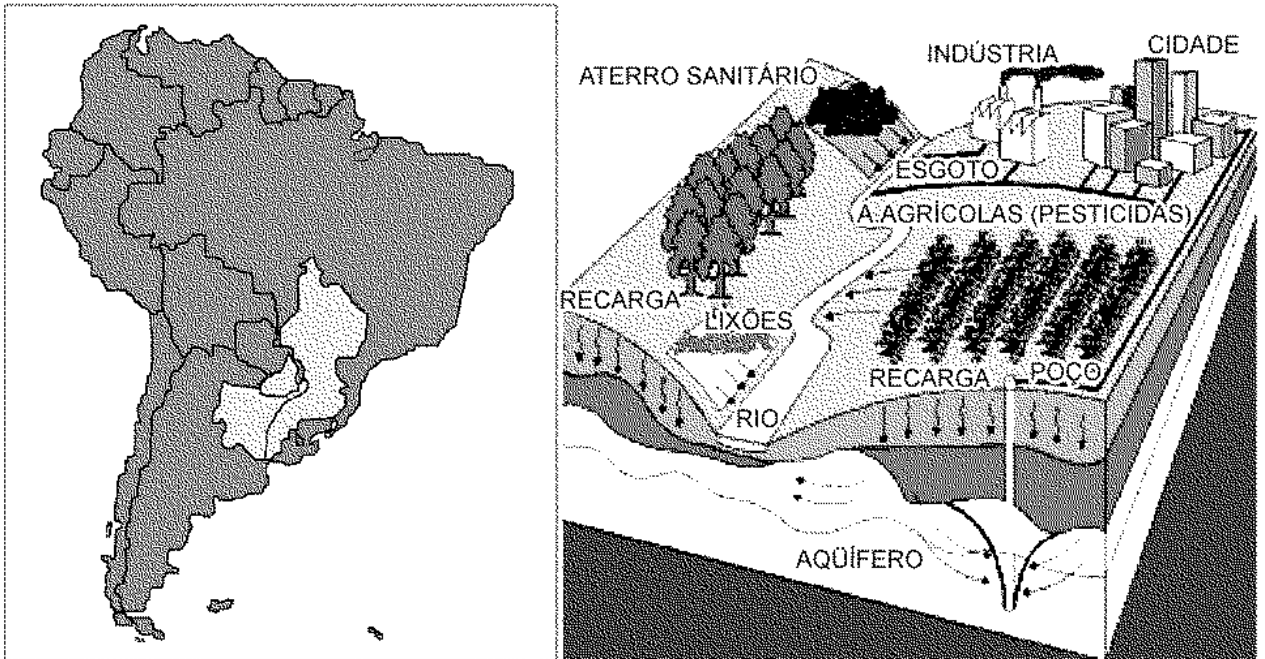 INDÚSTRIA
CIDADE
ATERRO SANITÁRIO
ESGOTO
A.AGRÍCOLAS (PESTICIDAS)
RECARGA
LIXÕES
RECARGA
POÇO
RIO
AQÜÍFERO